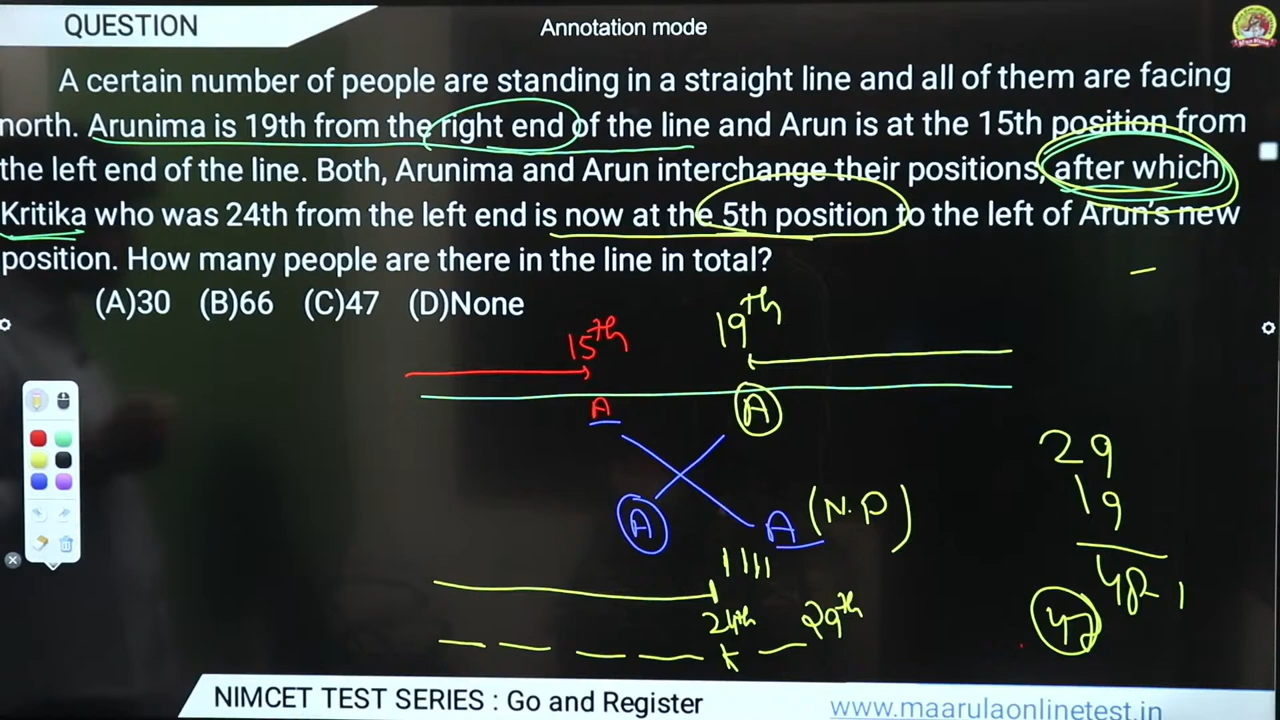 QUESTION
Annotation mode
A certain number of people are standing in a straight line and all of them are facing
north. Arunima is 19th from the right end of the line and Arun is at the 15th position from
the left end of the line. Both, Arunima and Arun interchange their positions, after which
Kritika who was 24th from the left end is now at the 5th position to the left of Arun's new
position. How many people are there in the line in total?
(A)30 (B)66 (C)47 (D)None
15th 19th
A A
A A (N.P)
24th 29th
K
29
19
48 1
47
NIMCET TEST SERIES : Go and Register
www.maarulaonlinetest.in